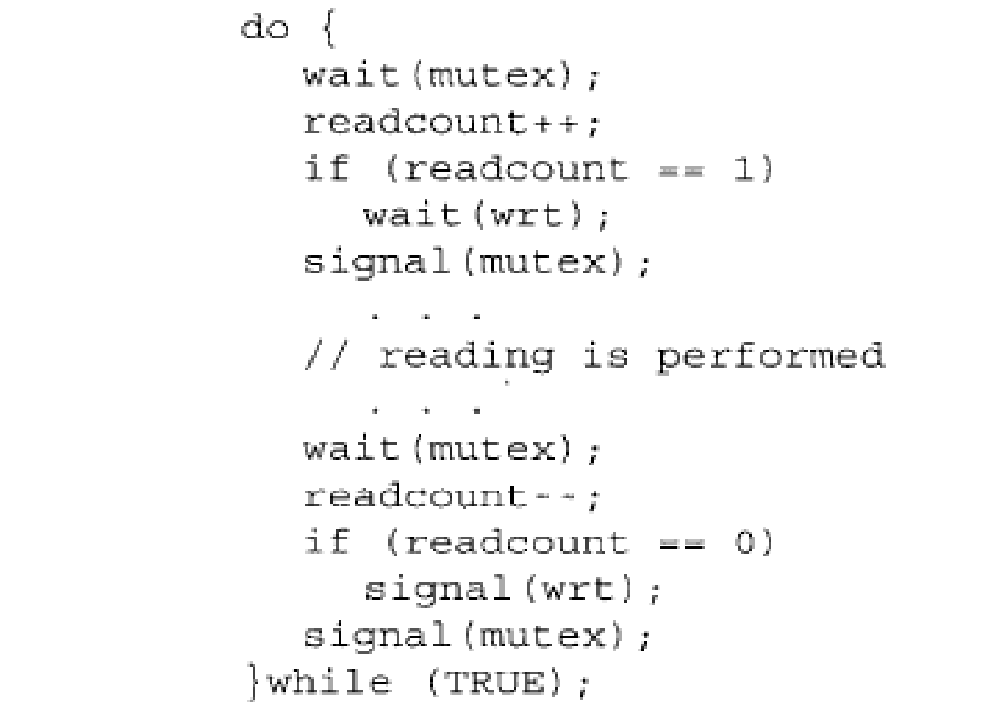 do {
wait(mutex);
readcount++;
if (readcount == 1)
wait(wrt);
signal(mutex);
. . .
// reading is performed
. . .
wait(mutex);
readcount--;
if (readcount == 0)
signal(wrt);
signal(mutex);
}while (TRUE);